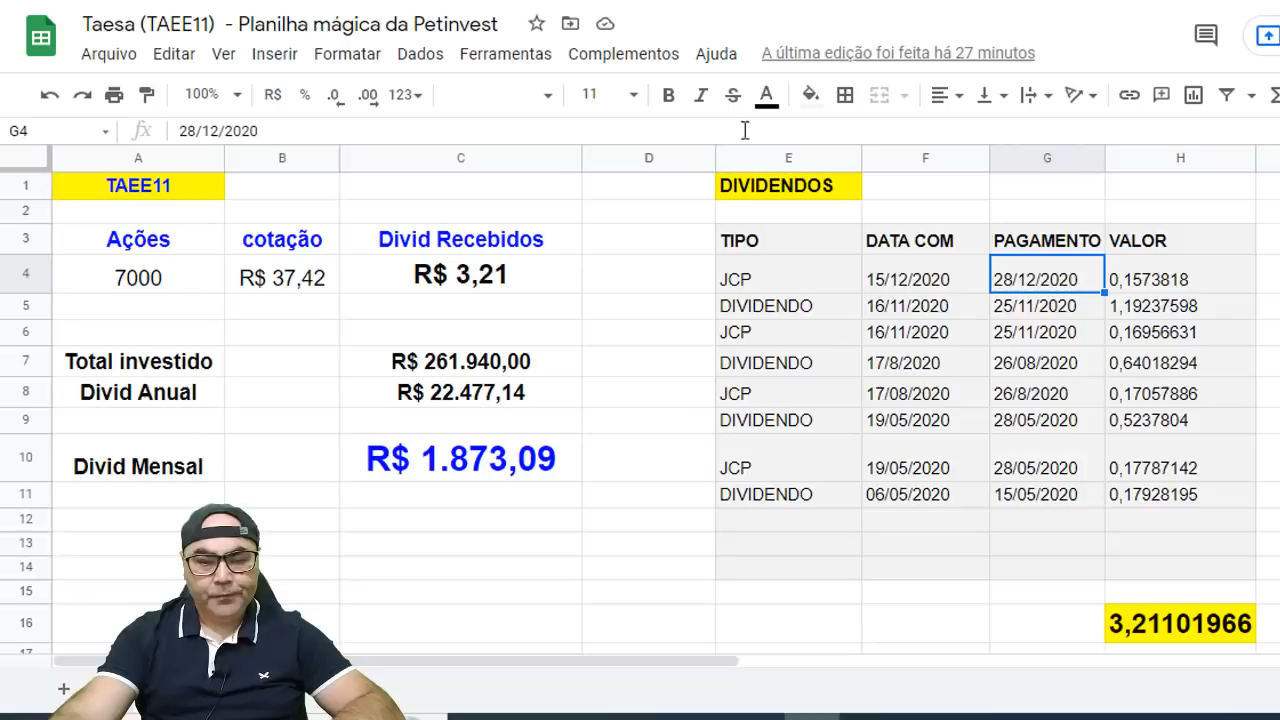 Taesa (TAEE11) - Planilha mágica da Petinvest
Arquivo Editar Ver Inserir Formatar Dados Ferramentas Complementos Ajuda A última edição foi feita há 27 minutos
100% R$ % .0 .00 123 11 B I S A
G4 fx 28/12/2020
A B C D E F G H
1 TAEE11 DIVIDENDOS
2
3 Ações cotação Divid Recebidos TIPO DATA COM PAGAMENTO VALOR
4 7000 R$ 37,42 R$ 3,21 JCP 15/12/2020 28/12/2020 0,1573818
5 DIVIDENDO 16/11/2020 25/11/2020 1,19237598
6 JCP 16/11/2020 25/11/2020 0,16956631
7 Total investido R$ 261.940,00 DIVIDENDO 17/8/2020 26/08/2020 0,64018294
8 Divid Anual R$ 22.477,14 JCP 17/08/2020 26/8/2020 0,17057886
9 DIVIDENDO 19/05/2020 28/05/2020 0,5237804
10 Divid Mensal R$ 1.873,09 JCP 19/05/2020 28/05/2020 0,17787142
11 DIVIDENDO 06/05/2020 15/05/2020 0,17928195
12
13
14
15
16 3,21101966
17